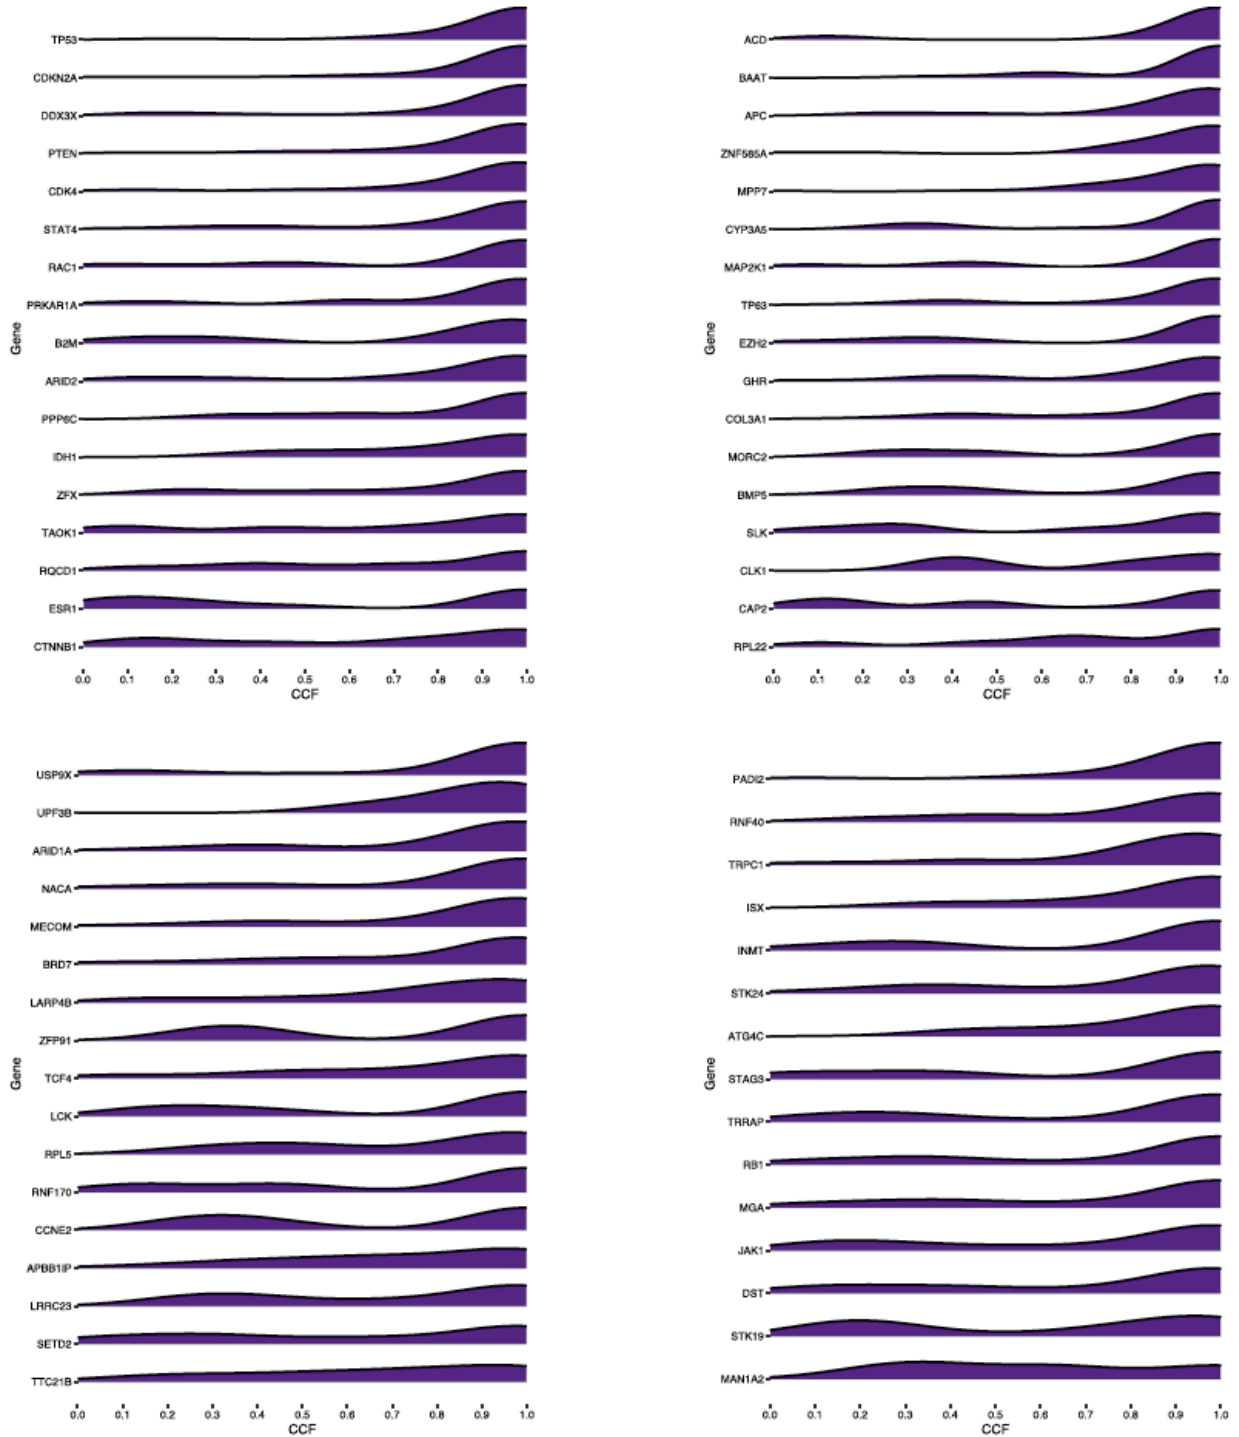 TP53
CDKN2A
DDX3X
PTEN
CDK4
STAT4
RAC1
PRKAR1A
B2M
ARID2
PPP6C
IDH1
ZFX
TAOK1
RQCD1
ESR1
CTNNB1
Gene
0.0 0.1 0.2 0.3 0.4 0.5 0.6 0.7 0.8 0.9 1.0
CCF
ACD
BAAT
APC
ZNF585A
MPP7
CYP3A5
MAP2K1
TP63
EZH2
GHR
COL3A1
MORC2
BMP5
SLK
CLK1
CAP2
RPL22
Gene
0.0 0.1 0.2 0.3 0.4 0.5 0.6 0.7 0.8 0.9 1.0
CCF
USP9X
UPF3B
ARID1A
NACA
MECOM
BRD7
LARP4B
ZFP91
TCF4
LCK
RPL5
RNF170
CCNE2
APBB1IP
LRRC23
SETD2
TTC21B
Gene
0.0 0.1 0.2 0.3 0.4 0.5 0.6 0.7 0.8 0.9 1.0
CCF
PADI2
RNF40
TRPC1
ISX
INMT
STK24
ATG4C
STAG3
TRRAP
RB1
MGA
JAK1
DST
STK19
MAN1A2
Gene
0.0 0.1 0.2 0.3 0.4 0.5 0.6 0.7 0.8 0.9 1.0
CCF